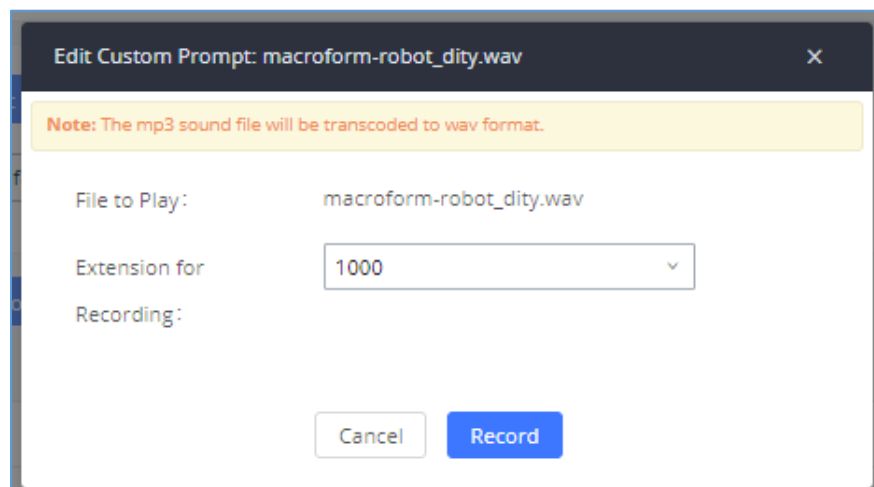 Edit Custom Prompt: macroform-robot_dity.wav
Note: The mp3 sound file will be transcoded to wav format.
File to Play: macroform-robot_dity.wav
Extension for 1000
Recording:
Cancel Record